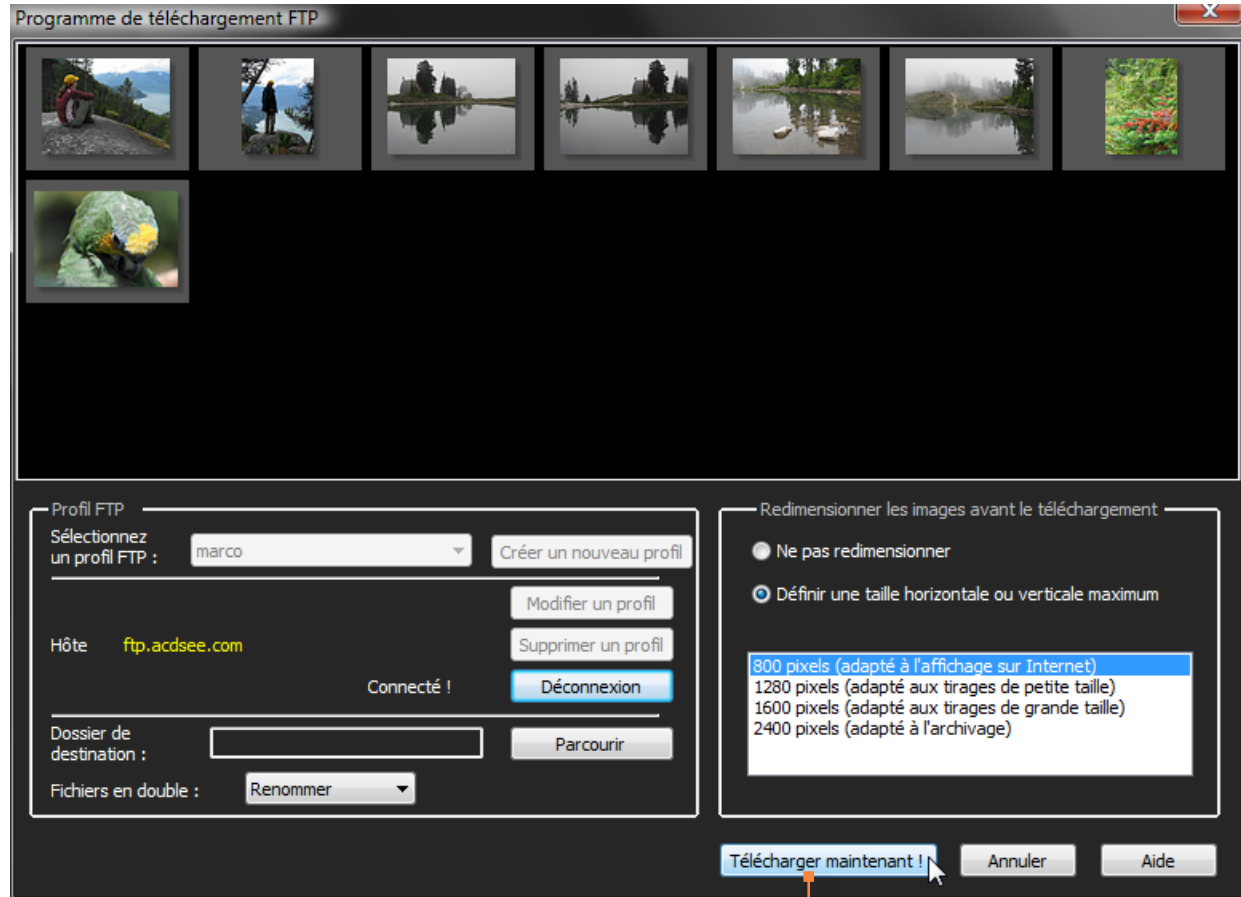 Programme de téléchargement FTP
Profil FTP
Sélectionnez
un profil FTP :
marco
Créer un nouveau profil
Modifier un profil
Hôte ftp.acdsee.com
Supprimer un profil
Connecté !
Déconnexion
Dossier de
destination :
Parcourir
Fichiers en double :
Renommer
Redimensionner les images avant le téléchargement
Ne pas redimensionner
Définir une taille horizontale ou verticale maximum
800 pixels (adapté à l'affichage sur Internet)
1280 pixels (adapté aux tirages de petite taille)
1600 pixels (adapté aux tirages de grande taille)
2400 pixels (adapté à l'archivage)
Télécharger maintenant !
Annuler
Aide